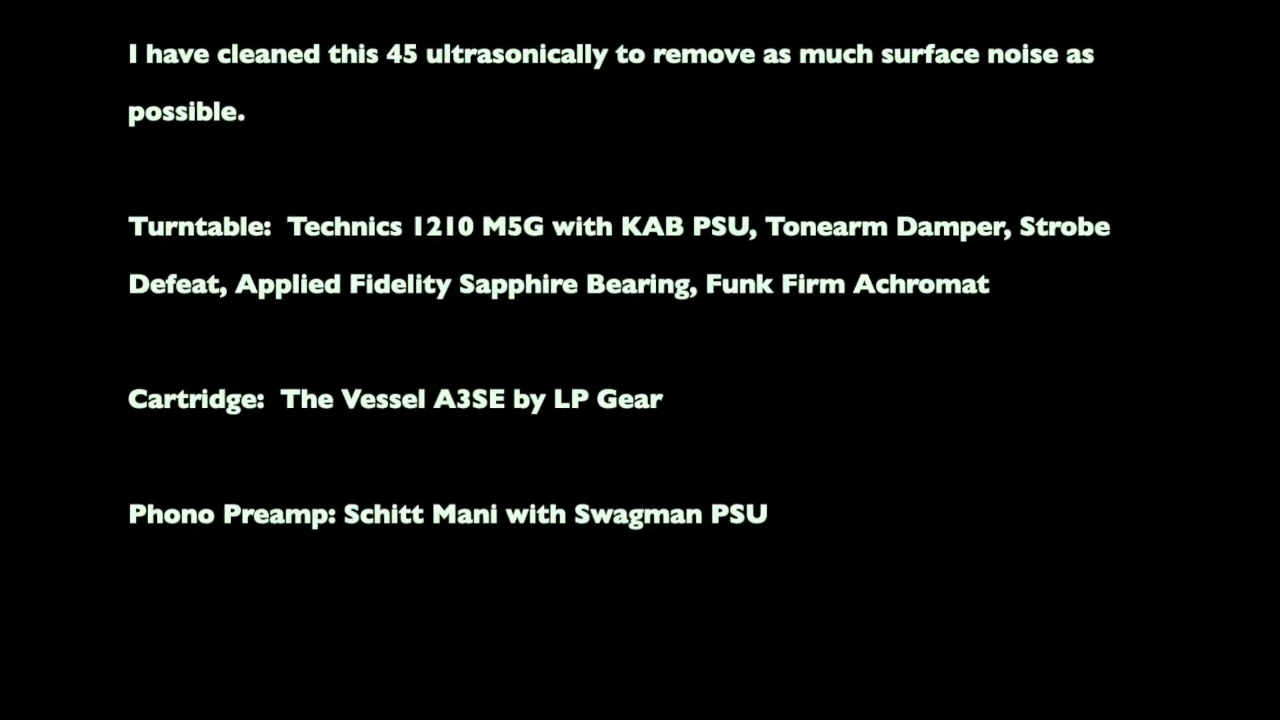 I have cleaned this 45 ultrasonically to remove as much surface noise as
possible.
Turntable:  Technics 1210 M5G with KAB PSU, Tonearm Damper, Strobe
Defeat, Applied Fidelity Sapphire Bearing, Funk Firm Achromat
Cartridge:  The Vessel A3SE by LP Gear
Phono Preamp: Schitt Mani with Swagman PSU